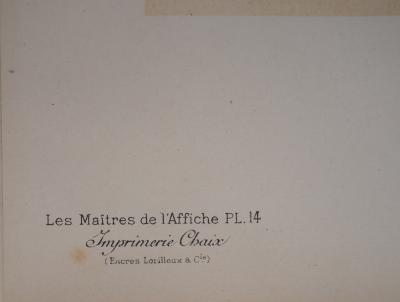 Les Maîtres de l'Affiche PL. 14
Imprimerie Chaix
(Encres Lorilleux & Cie)